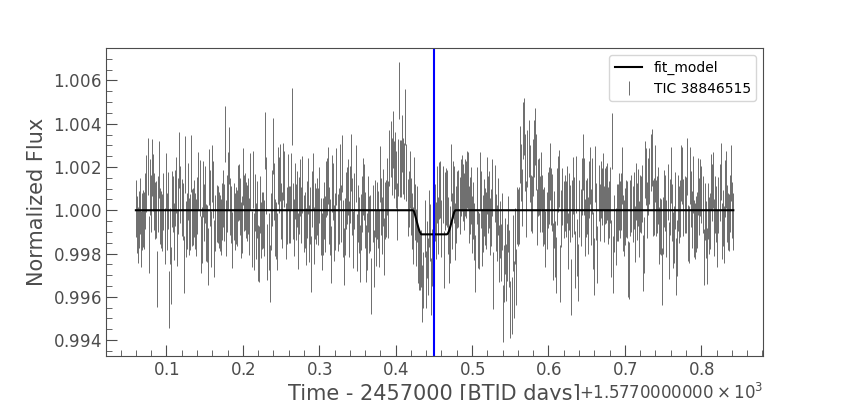 fit_model
TIC 38846515
Normalized Flux
1.006
1.004
1.002
1.000
0.998
0.996
0.994
0.1 0.2 0.3 0.4 0.5 0.6 0.7 0.8
Time - 2457000 [BTJD days]
+1.5770000000 × 10³